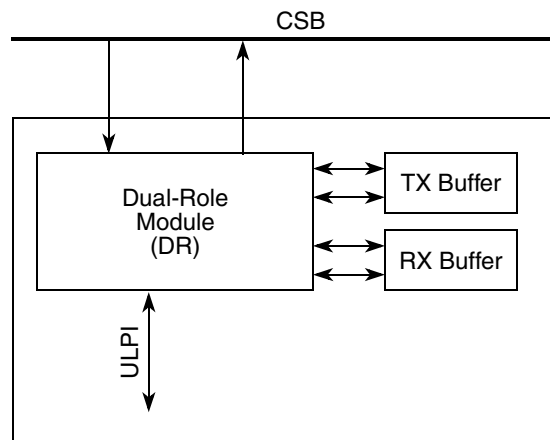 CSB
Dual-Role
Module
(DR)
TX Buffer
RX Buffer
ULPI